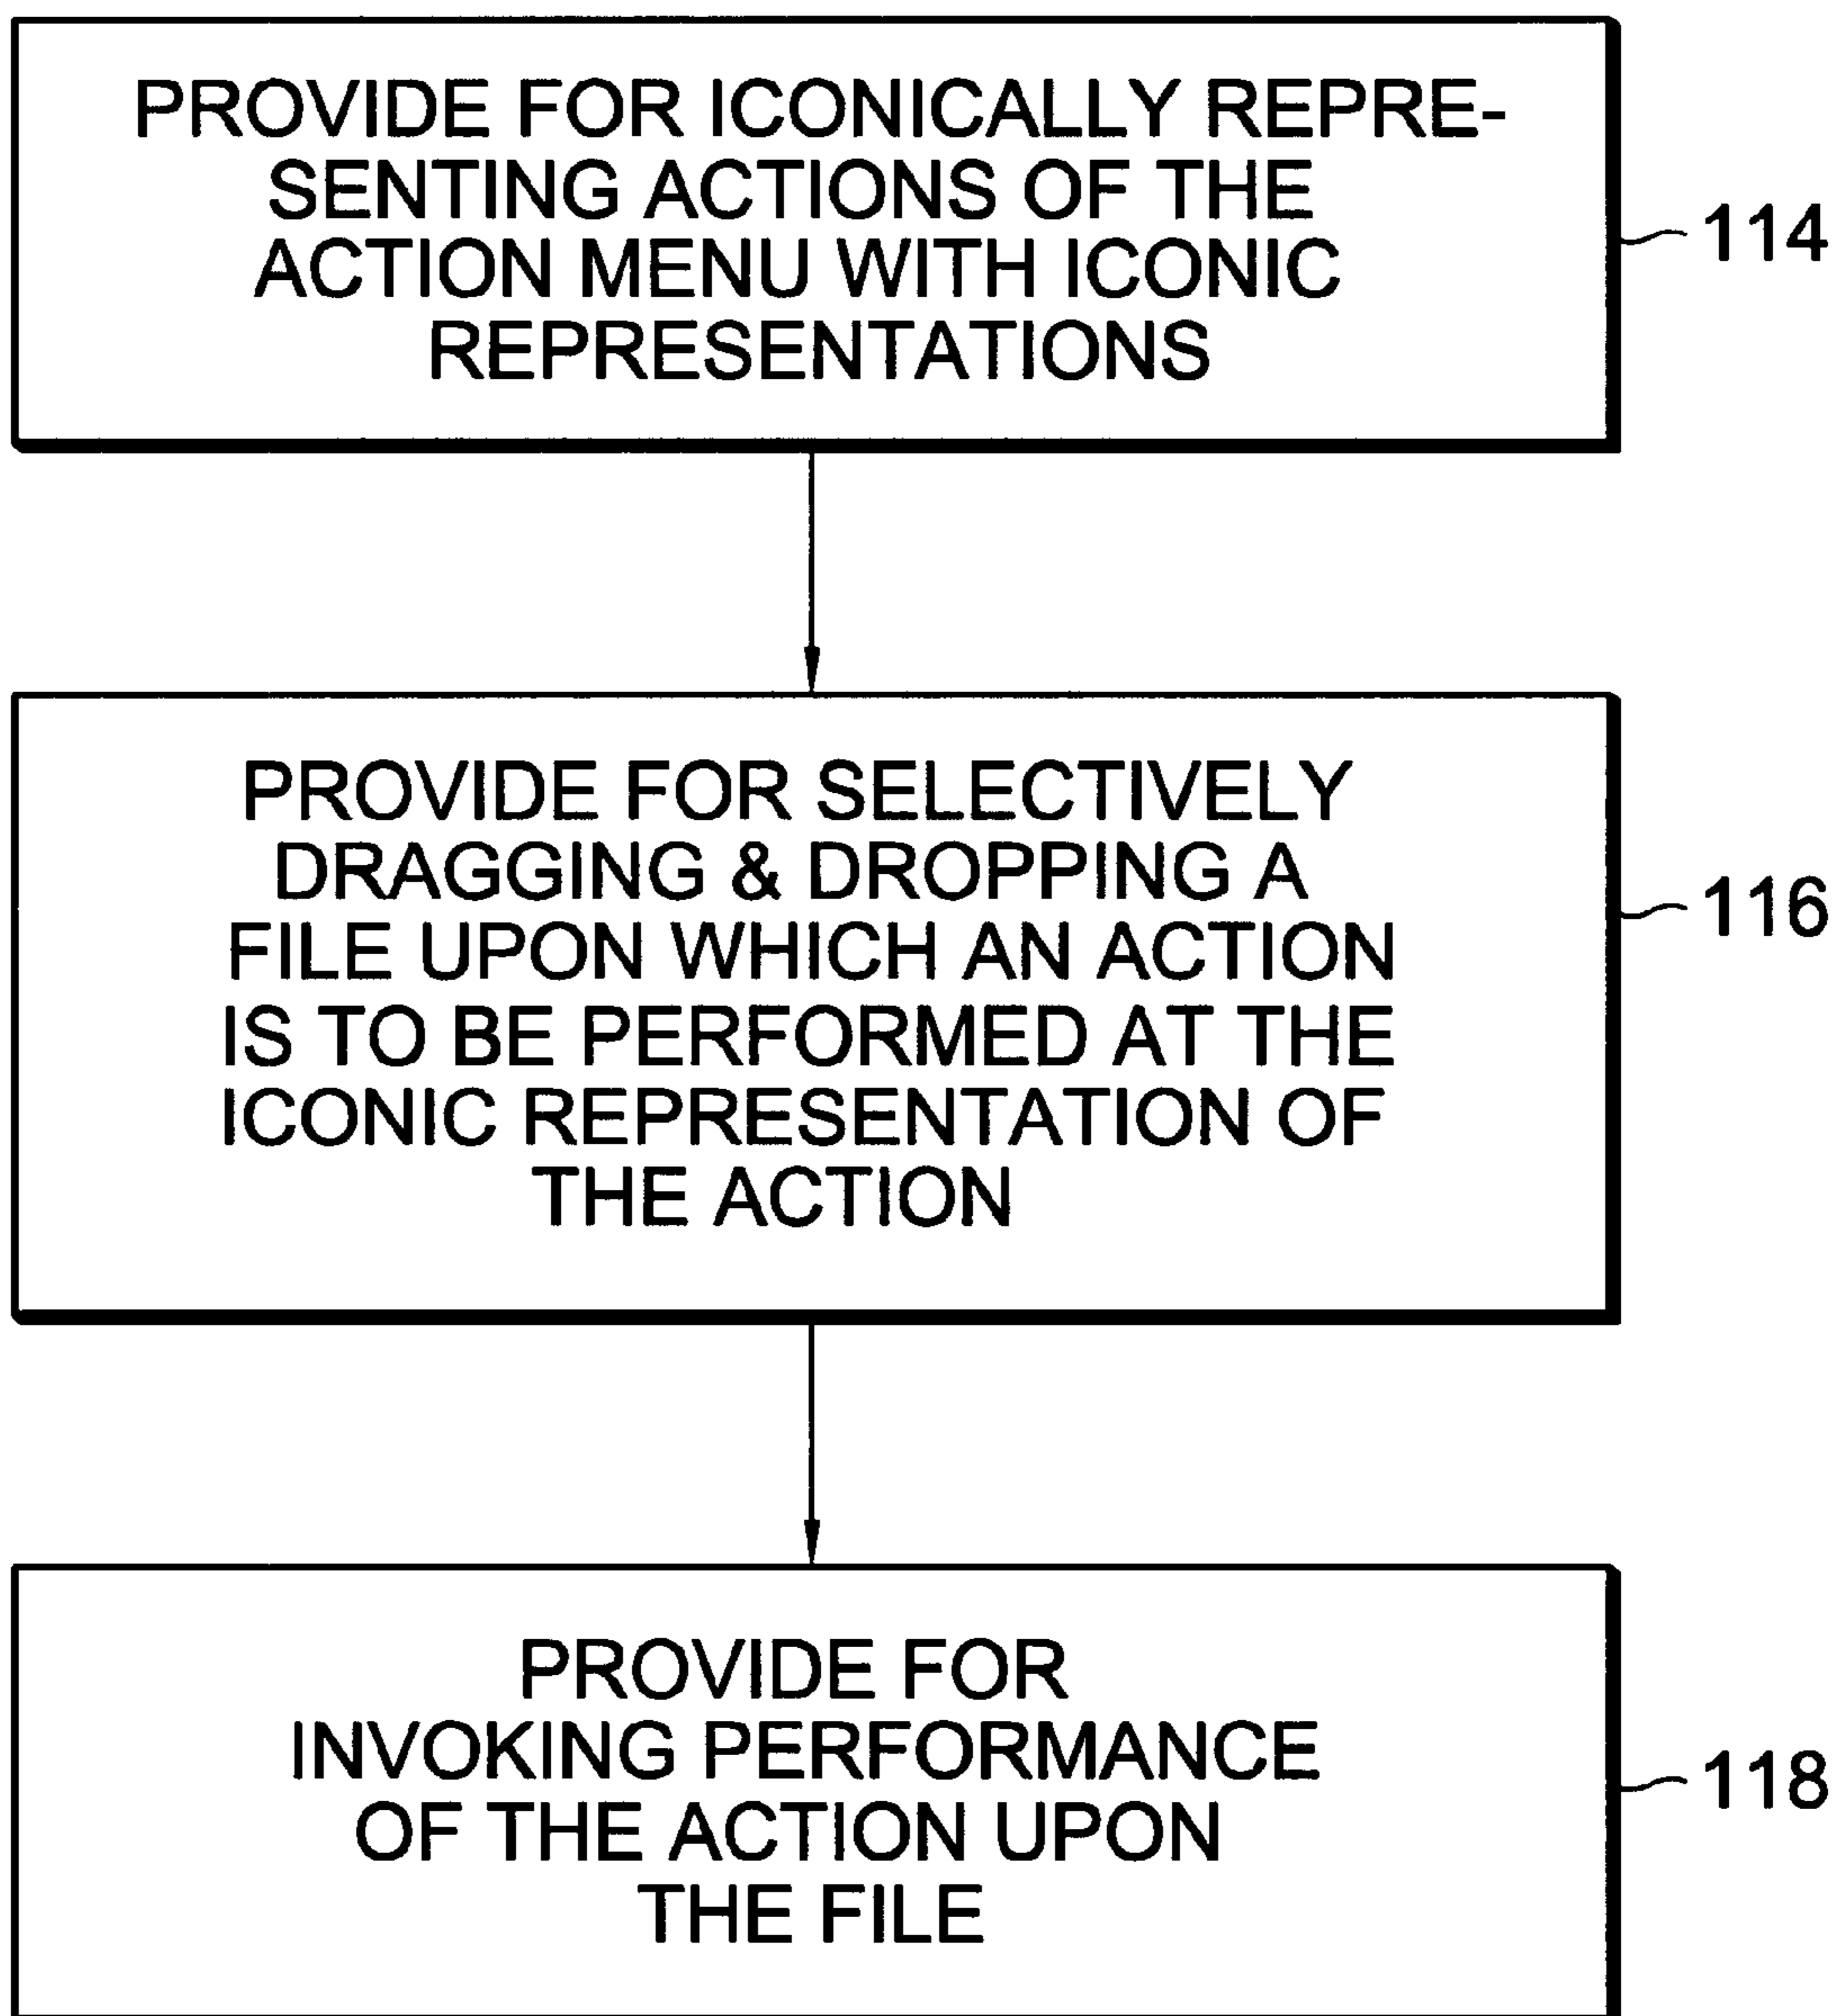 PROVIDE FOR ICONICALLY REPRE-
SENTING ACTIONS OF THE
ACTION MENU WITH ICONIC
REPRESENTATIONS
114
PROVIDE FOR SELECTIVELY
DRAGGING & DROPPING A
FILE UPON WHICH AN ACTION
IS TO BE PERFORMED AT THE
ICONIC REPRESENTATION OF
THE ACTION
116
PROVIDE FOR
INVOKING PERFORMANCE
OF THE ACTION UPON
THE FILE
118